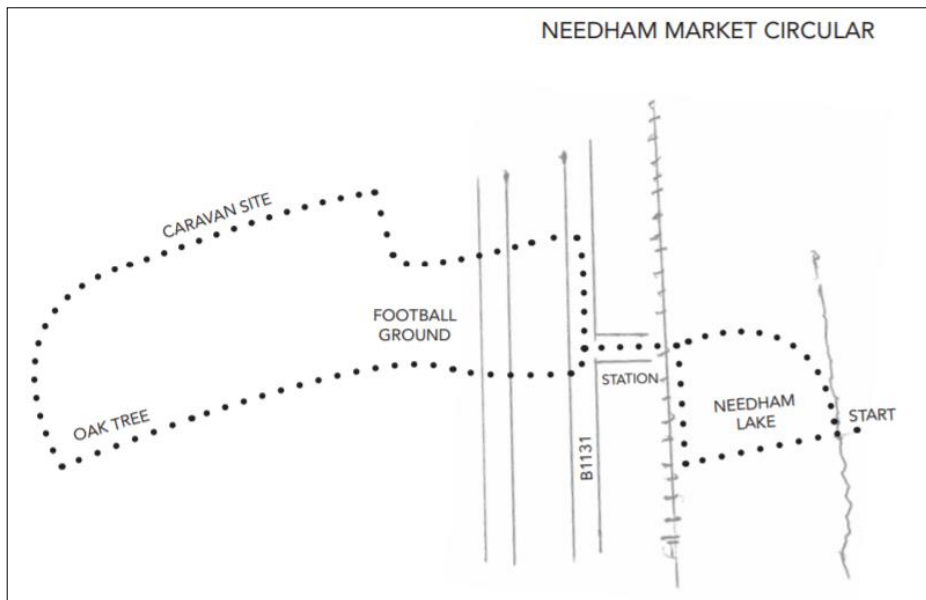 NEEDHAM MARKET CIRCULAR
CARAVAN SITE
FOOTBALL
GROUND
STATION
NEEDHAM
LAKE
START
OAK TREE
B1131